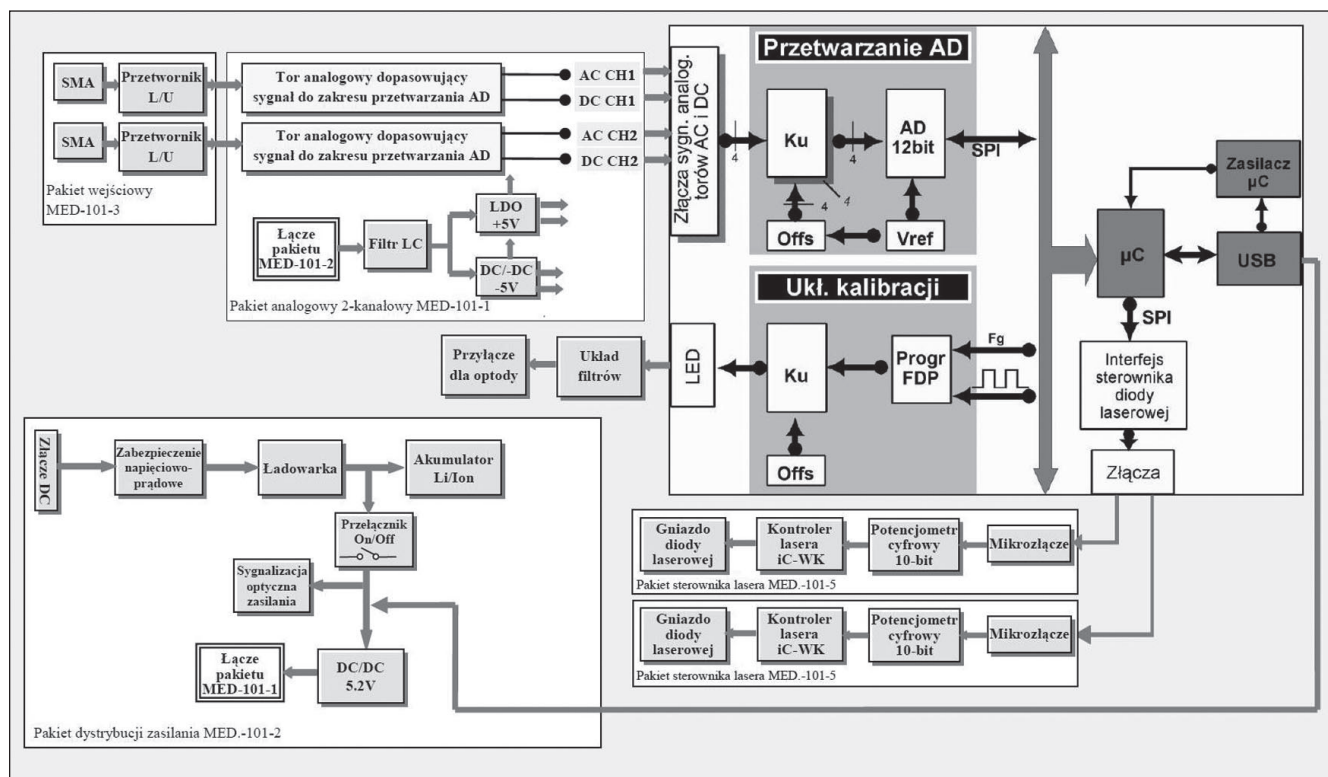 SMA
Przetwornik
L/U
SMA
Przetwornik
L/U
Pakiet wejściowy
MED-101-3
Tor analogowy dopasowujący
sygnał do zakresu przetwarzania AD
Tor analogowy dopasowujący
sygnał do zakresu przetwarzania AD
AC CH1
DC CH1
AC CH2
DC CH2
Łącze
pakietu
MED-101-2
Filtr LC
LDO
+5V
DC/-DC
-5V
Pakiet analogowy 2-kanałowy MED-101-1
Złącza sygn. analog.
torów AC i DC
Przetwarzanie AD
4
Ku
4
4
4
AD
12bit
SPI
Offs
Vref
Ukł. kalibracji
Przyłącze
dla optody
Układ
filtrów
LED
Ku
Offs
Progr
FDP
Fg
Zasilacz
µC
µC
USB
SPI
Interfejs
sterownika
diody
laserowej
Złącza
Złącze DC
Zabezpieczenie
napięciowo-
prądowe
Ładowarka
Akumulator
Li/Ion
Przełącznik
On/Off
Sygnalizacja
optyczna
zasilania
Łącze
pakietu
MED-101-1
DC/DC
5.2V
Pakiet dystrybucji zasilania MED.-101-2
Gniazdo
diody
laserowej
Kontroler
lasera
iC-WK
Potencjometr
cyfrowy
10-bit
Mikrozłącze
Pakiet sterownika lasera MED.-101-5
Gniazdo
diody
laserowej
Kontroler
lasera
iC-WK
Potencjometr
cyfrowy
10-bit
Mikrozłącze
Pakiet sterownika lasera MED.-101-5